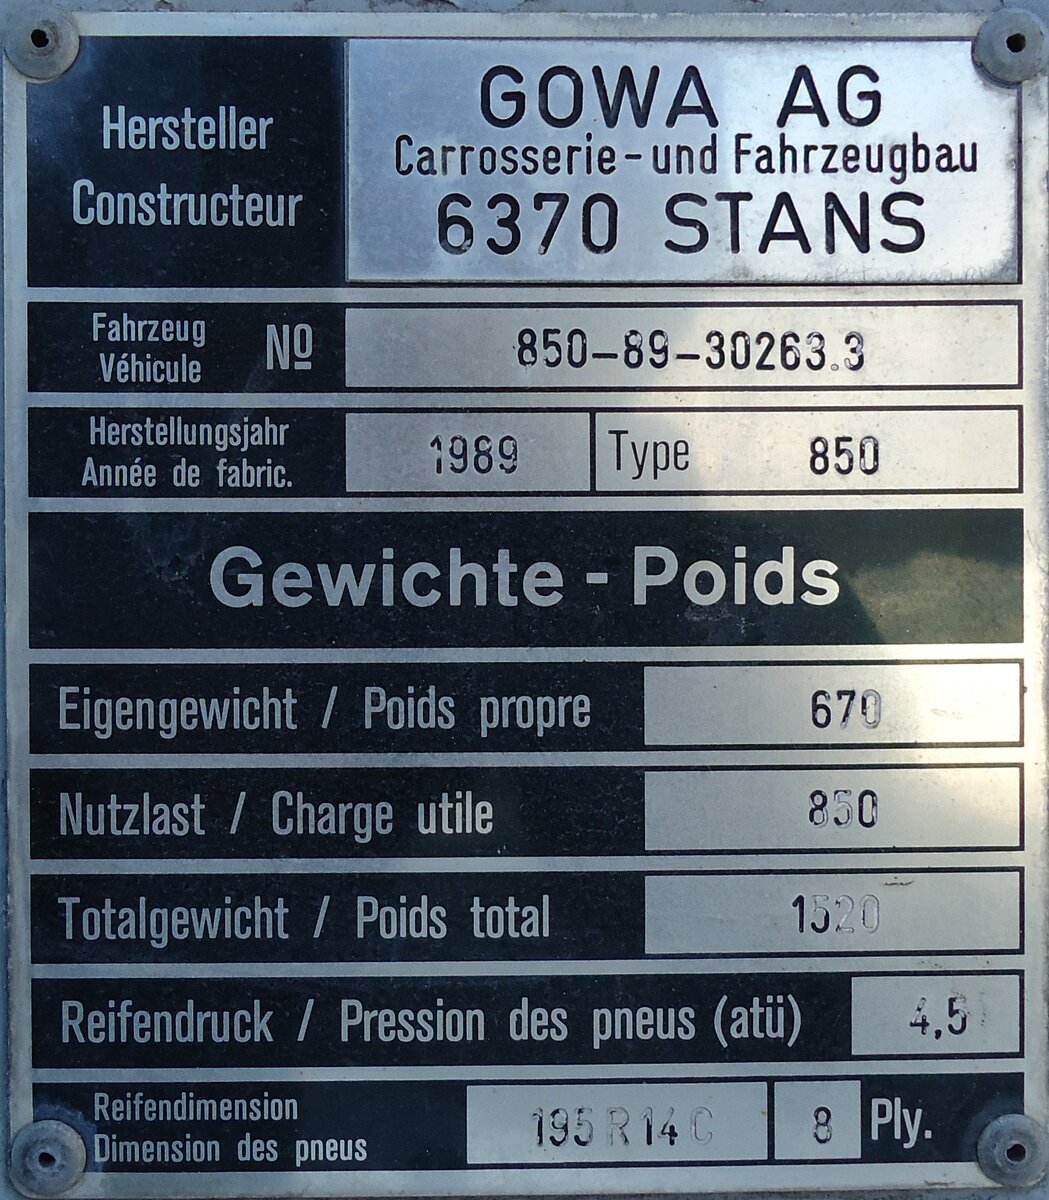 Hersteller
Constructeur
GOWA AG
Carrosserie-und Fahrzeugbau
6370 STANS
Fahrzeug
Véhicule
Nº
850-89-30263.3
Herstellungsjahr
Année de fabric.
1989
Type 850
Gewichte - Poids
Eigengewicht / Poids propre 670
Nutzlast / Charge utile 850
Totalgewicht / Poids total 1520
Reifendruck / Pression des pneus (atü) 4,5
Reifendimension
Dimension des pneus
195 R 14 C 8 Ply.